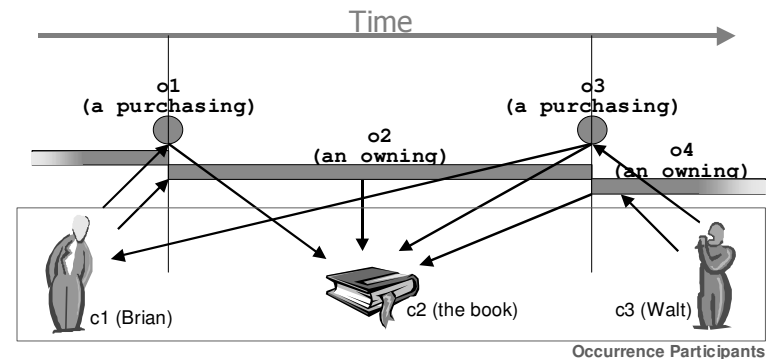 Time
o1
(a purchasing)
o3
(a purchasing)
o2
(an owning)
o4
(an owning)
c1 (Brian)
c2 (the book)
c3 (Walt)
Occurrence Participants